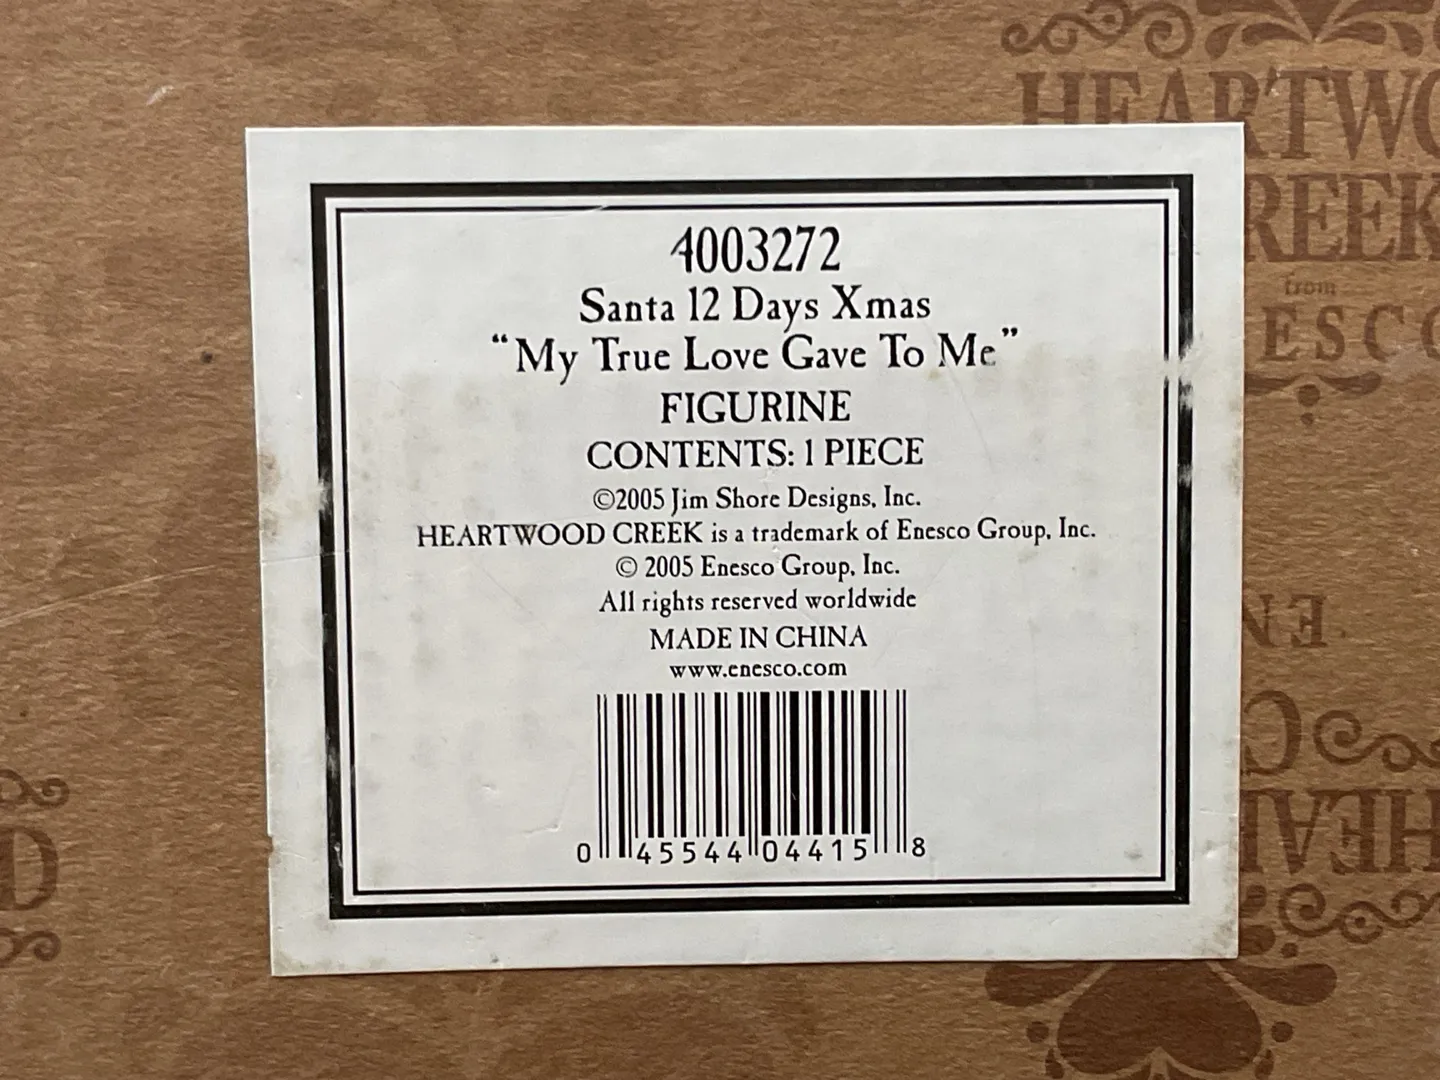 4003272
Santa 12 Days Xmas
“My True Love Gave To Me”
FIGURINE
CONTENTS: 1 PIECE
©2005 Jim Shore Designs, Inc.
HEARTWOOD CREEK is a trademark of Enesco Group, Inc.
© 2005 Enesco Group, Inc.
All rights reserved worldwide
MADE IN CHINA
www.enesco.com
0 45544 04415 8
HEARTWO
REEK
from
ESCO
EN
C
HEA
D